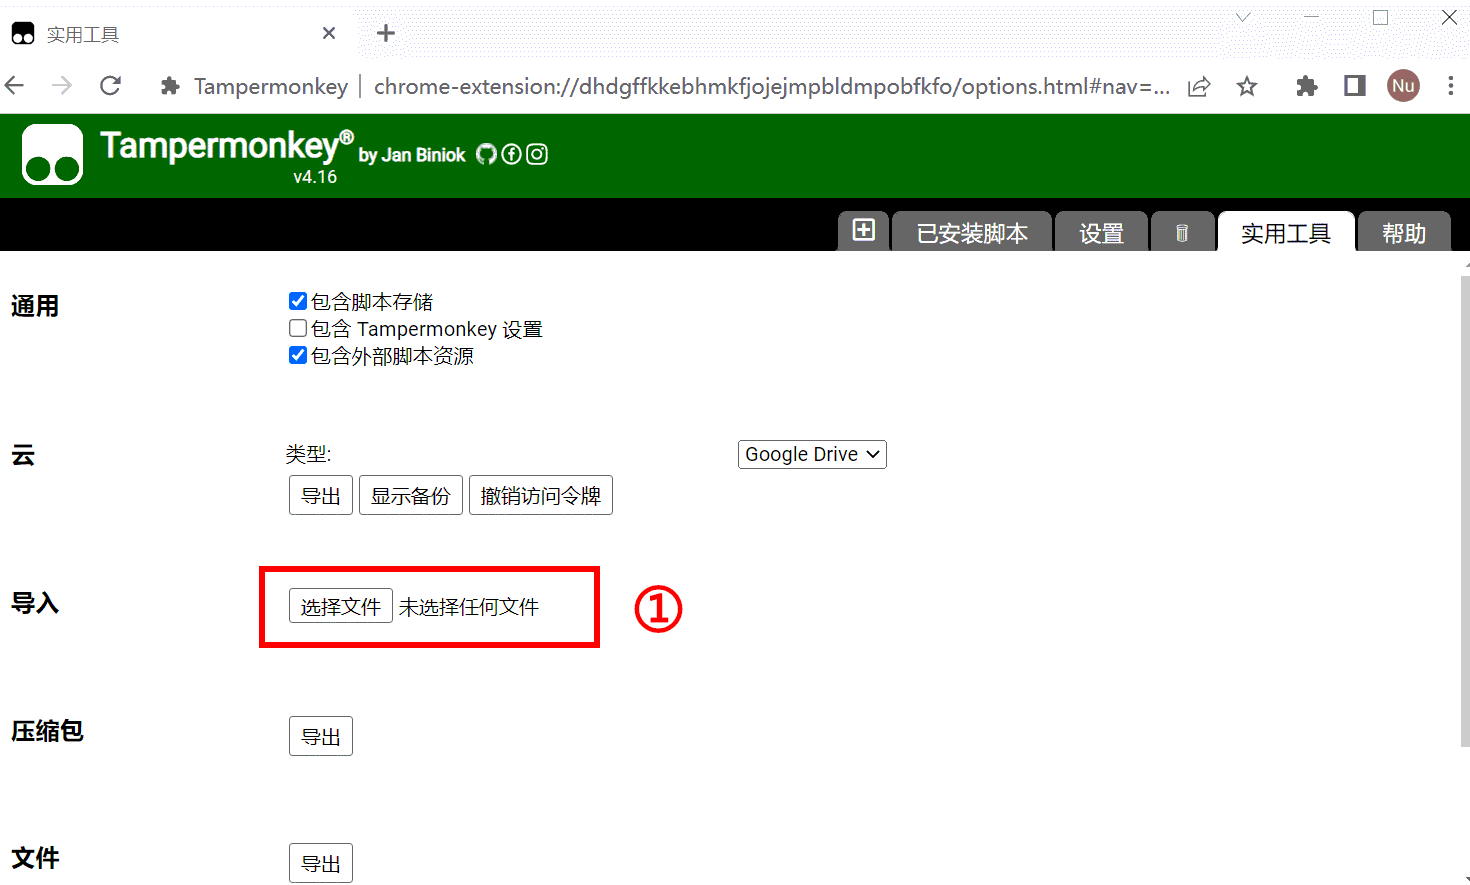 实用工具
Tampermonkey | chrome-extension://dhdgffkkebhmkfjojejmpbldmpobfkfo/options.html#nav=...
Nu
Tampermonkey® by Jan Biniok
v4.16
已安装脚本 设置 实用工具 帮助
通用
包含脚本存储
包含 Tampermonkey 设置
包含外部脚本资源
云
类型: Google Drive
导出 显示备份 撤销访问令牌
导入
选择文件 未选择任何文件 ①
压缩包
导出
文件
导出